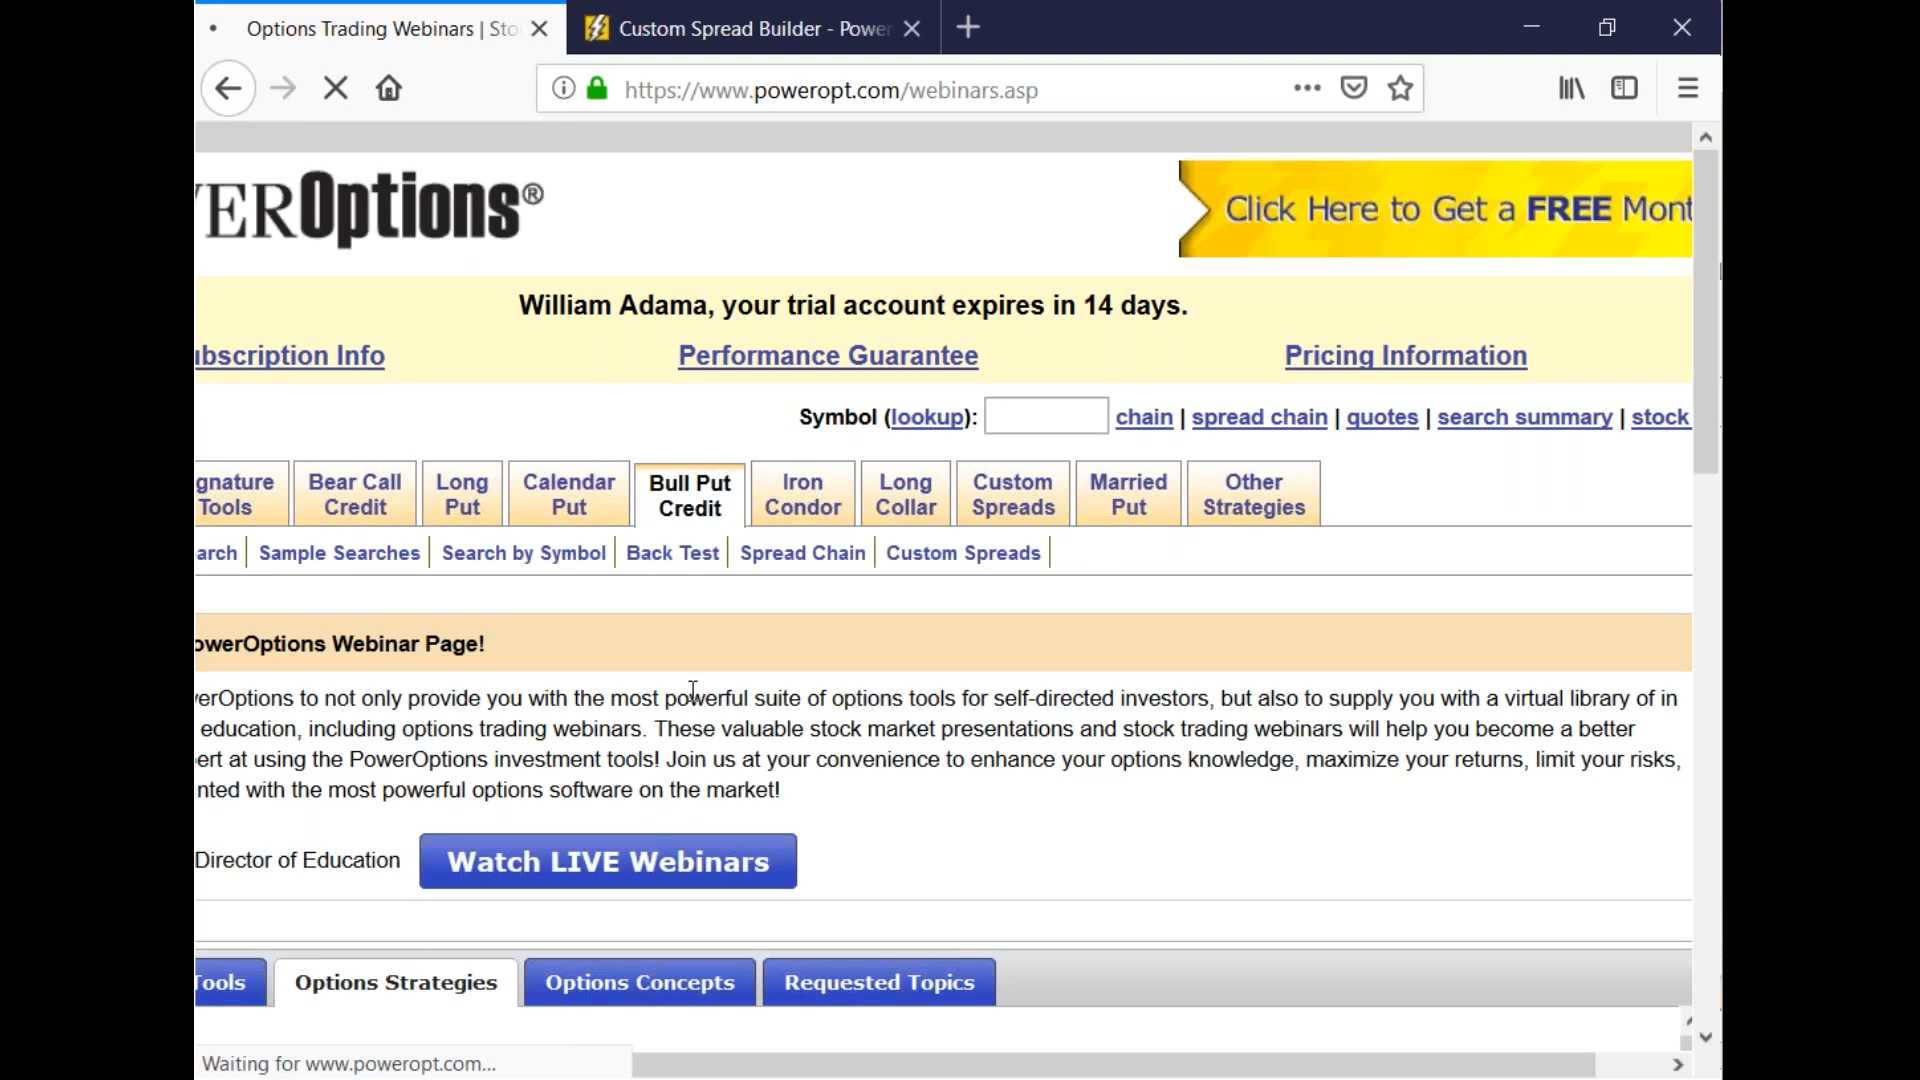 Options Trading Webinars | Sto
Custom Spread Builder - Power
https://www.poweropt.com/webinars.asp
EROptions®
Click Here to Get a FREE Mont
William Adama, your trial account expires in 14 days.
ubscription Info Performance Guarantee Pricing Information
Symbol (lookup): chain | spread chain | quotes | search summary | stock
gnature Tools
Bear Call Credit
Long Put
Calendar Put
Bull Put Credit
Iron Condor
Long Collar
Custom Spreads
Married Put
Other Strategies
arch Sample Searches Search by Symbol Back Test Spread Chain Custom Spreads
owerOptions Webinar Page!
verOptions to not only provide you with the most powerful suite of options tools for self-directed investors, but also to supply you with a virtual library of in
education, including options trading webinars. These valuable stock market presentations and stock trading webinars will help you become a better
ert at using the PowerOptions investment tools! Join us at your convenience to enhance your options knowledge, maximize your returns, limit your risks,
nted with the most powerful options software on the market!
Director of Education Watch LIVE Webinars
Tools Options Strategies Options Concepts Requested Topics
Waiting for www.poweropt.com...